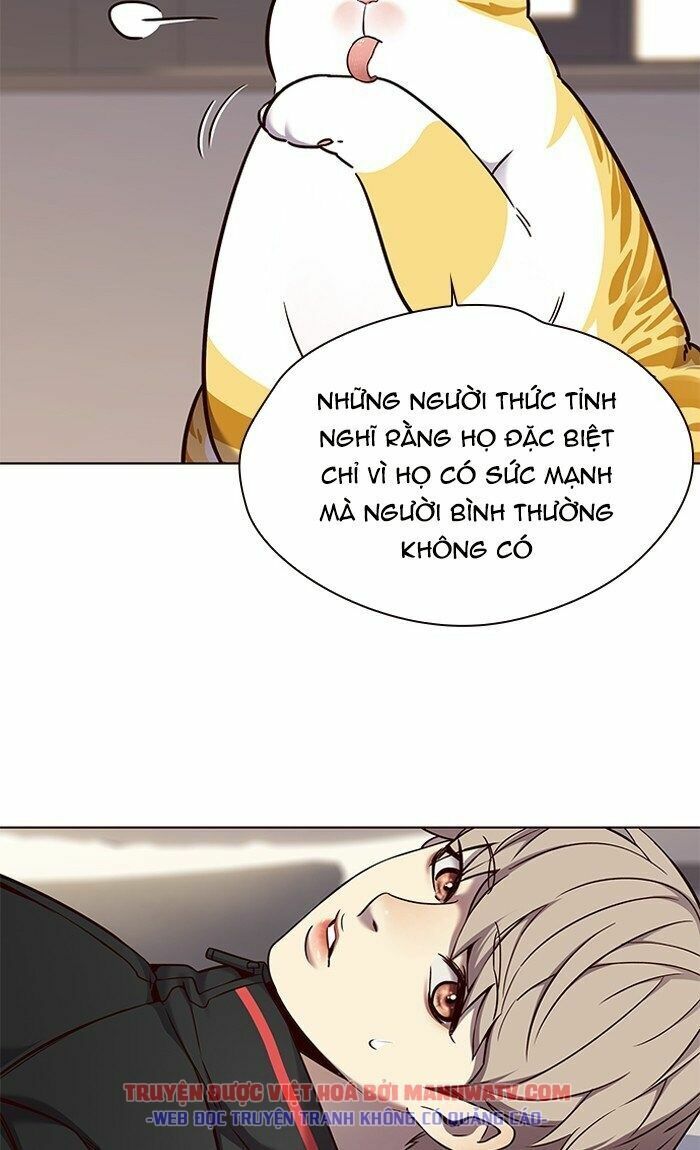 NHỮNG NGƯỜI THỨC TỈNH
NGHĨ RẰNG HỌ ĐẶC BIỆT
CHỈ VÌ HỌ CÓ SỨC MẠNH
MÀ NGƯỜI BÌNH THƯỜNG
KHÔNG CÓ
TRUYỆN ĐƯỢC VIỆT HOÁ BỞI MANHWATV.COM
-WEB ĐỌC TRUYỆN TRANH KHÔNG CÓ QUẢNG CÁO-